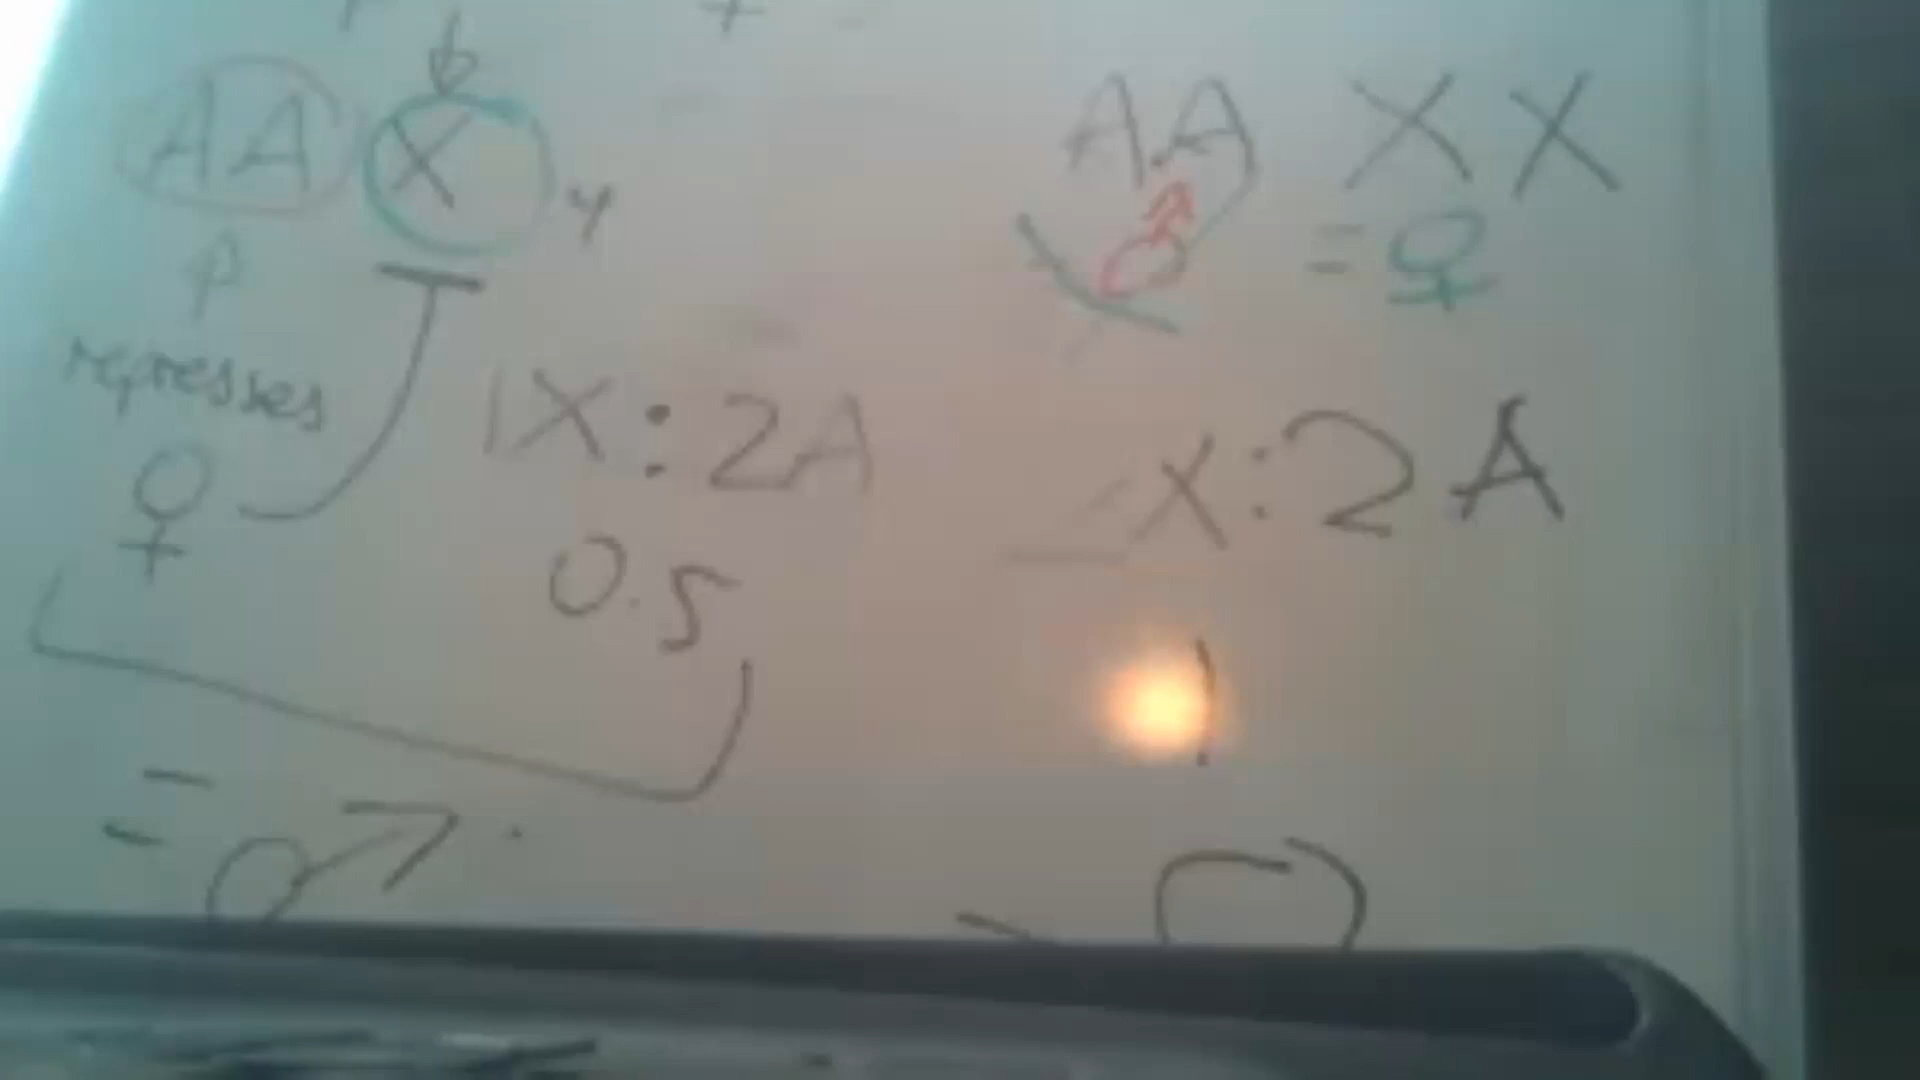 AA X y
represses
♀
1X:2A
0.5
= ♂
AA XX
♂
= ♀
X:2A
1